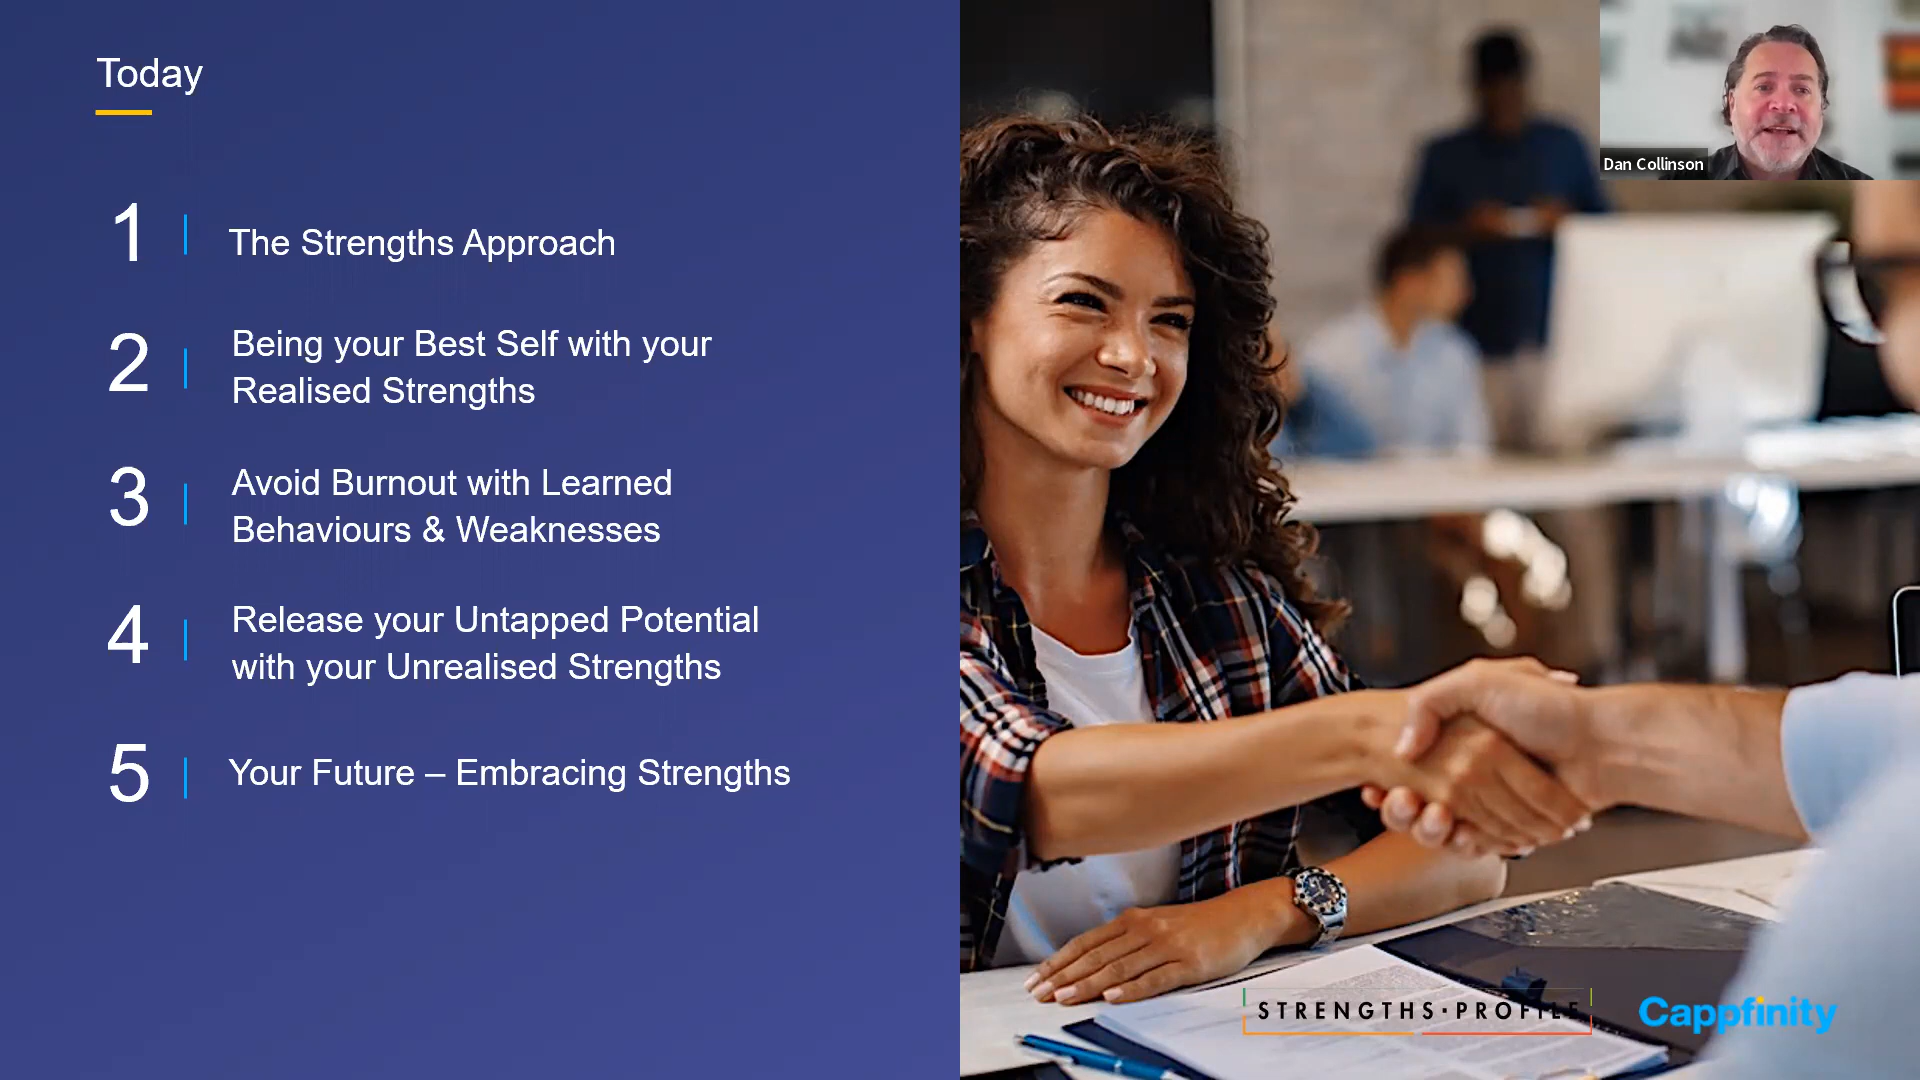 Today
1
The Strengths Approach
2
Being your Best Self with your
Realised Strengths
3
Avoid Burnout with Learned
Behaviours & Weaknesses
4
Release your Untapped Potential
with your Unrealised Strengths
5
Your Future – Embracing Strengths
Dan Collinson
STRENGTHS·PROFILE
Cappfinity